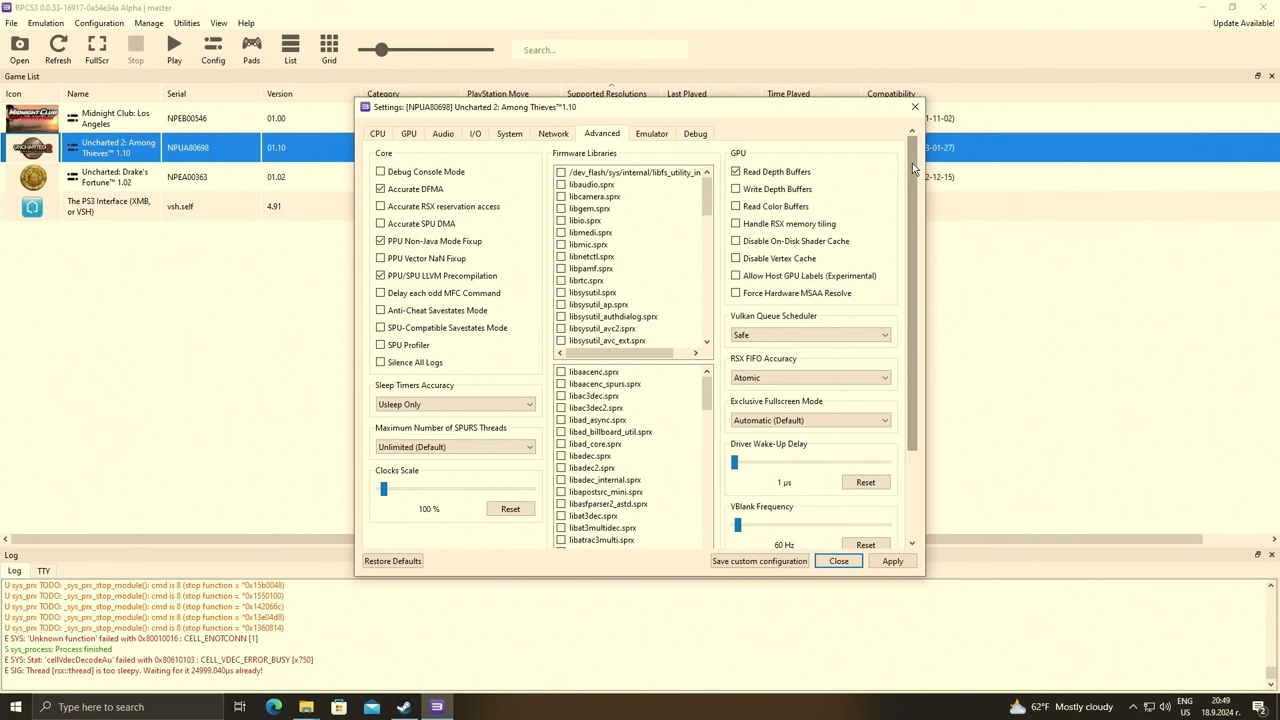 RPCS3 0.0.33-16917-0a54e34a Alpha | master
File Emulation Configuration Manage Utilities View Help
Update Available!
Open Refresh FullScr Stop Play Config Pads List Grid
Search...
Game List
Icon Name Serial Version Category PlayStation Move Supported Resolutions Last Played Time Played Compatibility
Midnight Club: Los
Angeles
NPEB00546 01.00
-11-02)
Uncharted 2: Among
Thieves™ 1.10
NPUA80698 01.10
3-01-27)
Uncharted: Drake's
Fortune™ 1.02
NPEA00363 01.02
-12-15)
The PS3 Interface (XMB,
or VSH)
vsh.self 4.91
Settings: [NPUA80698] Uncharted 2: Among Thieves™1.10
CPU GPU Audio I/O System Network Advanced Emulator Debug
Core
Debug Console Mode
Accurate DFMA
Accurate RSX reservation access
Accurate SPU DMA
PPU Non-Java Mode Fixup
PPU Vector NaN Fixup
PPU/SPU LLVM Precompilation
Delay each odd MFC Command
Anti-Cheat Savestates Mode
SPU-Compatible Savestates Mode
SPU Profiler
Silence All Logs
Sleep Timers Accuracy
Usleep Only
Maximum Number of SPURS Threads
Unlimited (Default)
Clocks Scale
100 %
Reset
Firmware Libraries
/dev_flash/sys/internal/libfs_utility_in
libaudio.sprx
libcamera.sprx
libgem.sprx
libio.sprx
libmedi.sprx
libmic.sprx
libnetctl.sprx
libpamf.sprx
librtc.sprx
libsysutil.sprx
libsysutil_ap.sprx
libsysutil_authdialog.sprx
libsysutil_avc2.sprx
libsysutil_avc_ext.sprx
libaacenc.sprx
libaacenc_spurs.sprx
libac3dec.sprx
libac3dec2.sprx
libad_async.sprx
libad_billboard_util.sprx
libad_core.sprx
libadec.sprx
libadec2.sprx
libadec_internal.sprx
libapostsrc_mini.sprx
libasfparser2_astd.sprx
libat3dec.sprx
libat3multidec.sprx
libatrac3multi.sprx
GPU
Read Depth Buffers
Write Depth Buffers
Read Color Buffers
Handle RSX memory tiling
Disable On-Disk Shader Cache
Disable Vertex Cache
Allow Host GPU Labels (Experimental)
Force Hardware MSAA Resolve
Vulkan Queue Scheduler
Safe
RSX FIFO Accuracy
Atomic
Exclusive Fullscreen Mode
Automatic (Default)
Driver Wake-Up Delay
1 µs
Reset
VBlank Frequency
60 Hz
Reset
Restore Defaults
Save custom configuration
Close
Apply
Log
Log TTY
U sys_prx TODO: _sys_prx_stop_module(): cmd is 8 (stop function = *0x15b0048)
U sys_prx TODO: _sys_prx_stop_module(): cmd is 8 (stop function = *0x1550100)
U sys_prx TODO: _sys_prx_stop_module(): cmd is 8 (stop function = *0x142066c)
U sys_prx TODO: _sys_prx_stop_module(): cmd is 8 (stop function = *0x13e04d8)
U sys_prx TODO: _sys_prx_stop_module(): cmd is 8 (stop function = *0x1360814)
E SYS: 'Unknown function' failed with 0x80010016 : CELL_ENOTCONN [1]
S sys_process: Process finished
E SYS: Stat: 'cellVdecDecodeAu' failed with 0x80610103 : CELL_VDEC_ERROR_BUSY [x750]
E SIG: Thread [rsx::thread] is too sleepy. Waiting for it 24999.040µs already!
Type here to search
62°F Mostly cloudy
ENG
US
20:49
18.9.2024 г.
2